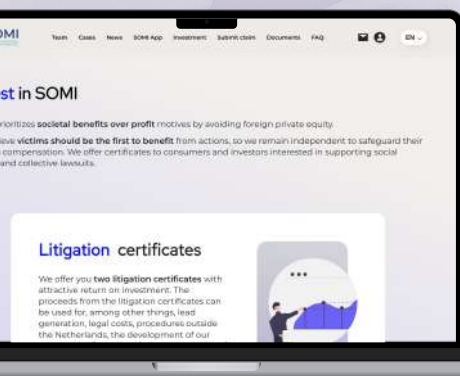 OMI
Team Cases News SOMI App Investment Submit claim Documents FAQ EN
st in SOMI
rioritizes societal benefits over profit motives by avoiding foreign private equity.
eve victims should be the first to benefit from actions, so we remain independent to safeguard their
compensation. We offer certificates to consumers and investors interested in supporting social
and collective lawsuits.
Litigation certificates
We offer you two litigation certificates with
attractive return on investment. The
proceeds from the litigation certificates can
be used for, among other things, lead
generation, legal costs, procedures outside
the Netherlands, the development of our